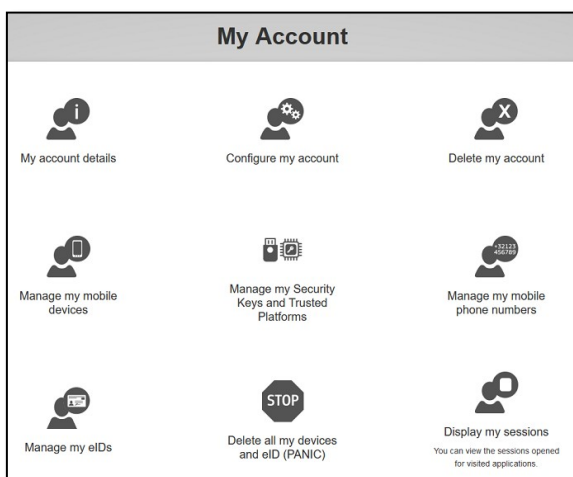 My Account
i
X
My account details
Configure my account
Delete my account
+32123
456789
Manage my mobile
devices
Manage my Security
Keys and Trusted
Platforms
Manage my mobile
phone numbers
STOP
Manage my eIDs
Delete all my devices
and eID (PANIC)
Display my sessions
You can view the sessions opened
for visited applications.